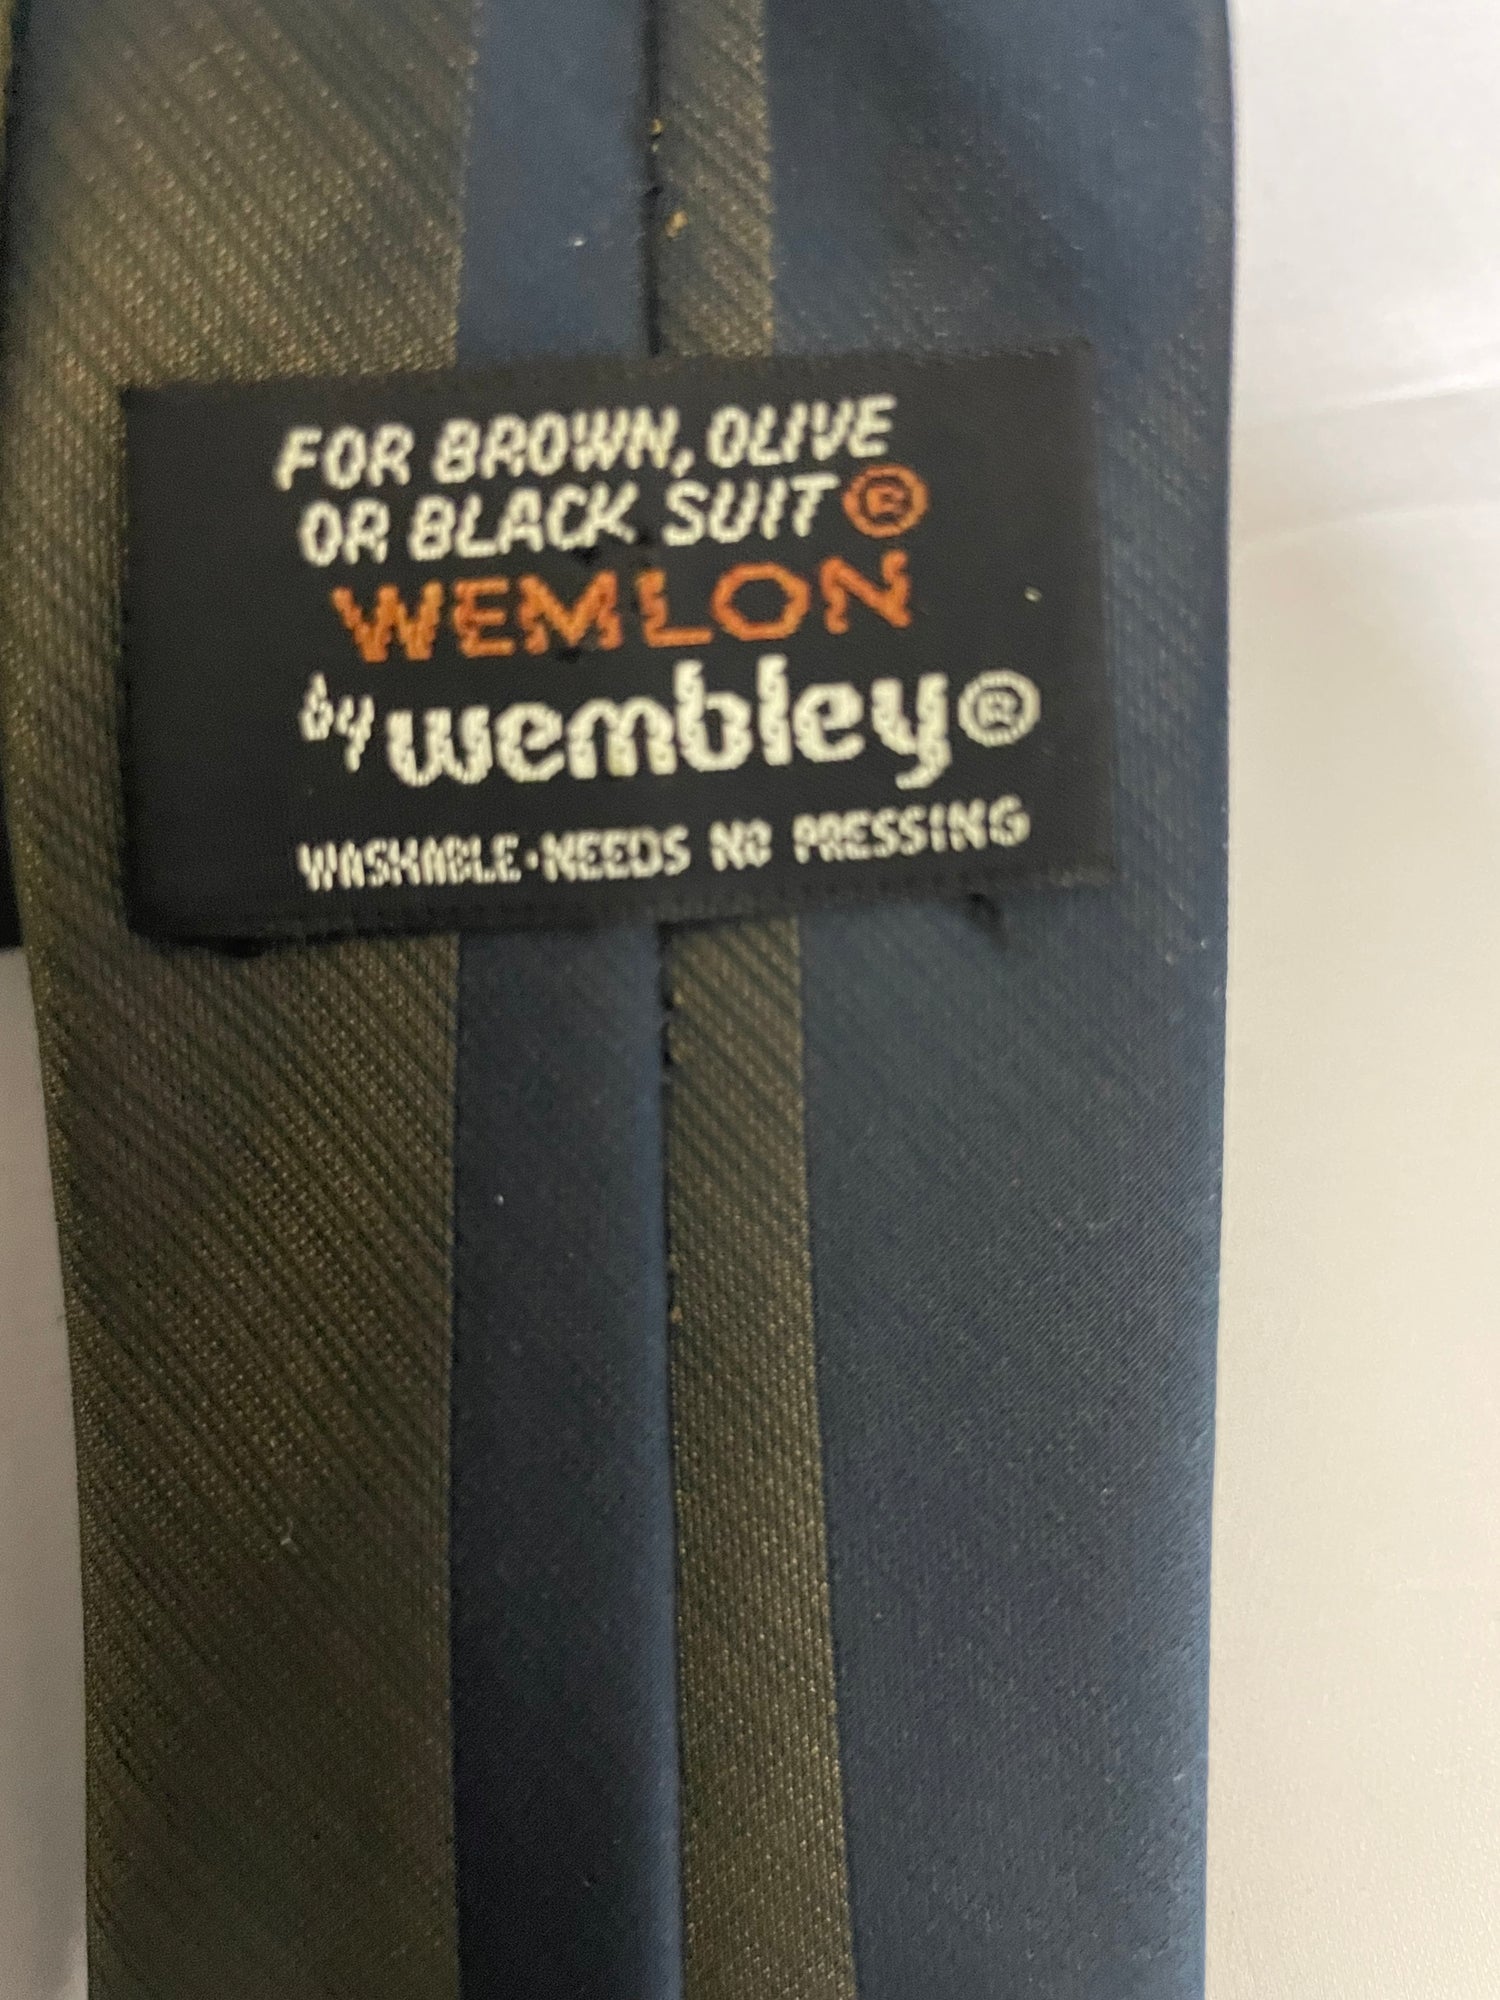 FOR BROWN, OLIVE
OR BLACK SUIT®
WEMLON
by wembley®
WASHABLE·NEEDS NO PRESSING